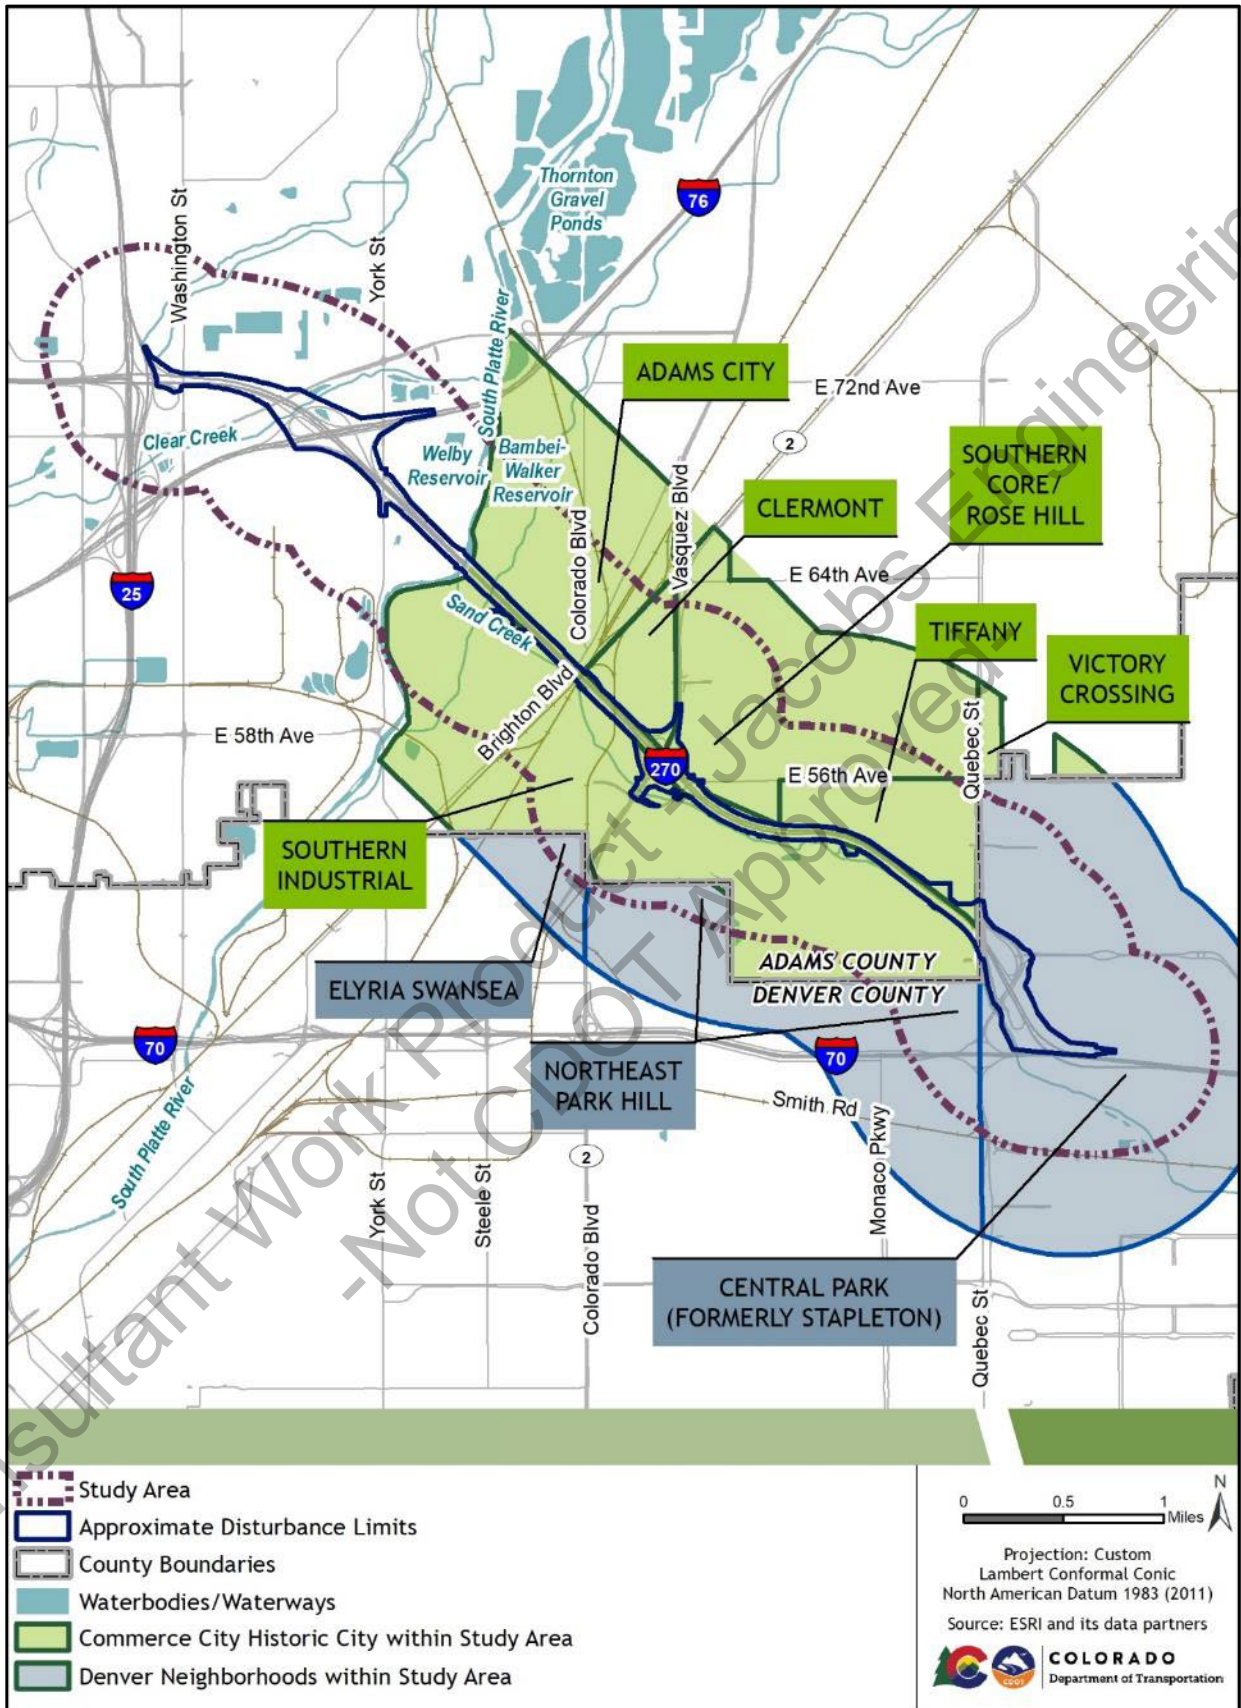 Thornton
Gravel
Ponds
76
Washington St
York St
South Platte River
ADAMS CITY
E 72nd Ave
2
Clear Creek
Welby
Reservoir
Bambei-
Walker
Reservoir
SOUTHERN
CORE/
ROSE HILL
Vasquez Blvd
CLERMONT
Colorado Blvd
E 64th Ave
25
Sand Creek
TIFFANY
VICTORY
CROSSING
Brighton Blvd
E 58th Ave
Quebec St
270
E 56th Ave
SOUTHERN
INDUSTRIAL
ELYRIA SWANSEA
ADAMS COUNTY
DENVER COUNTY
70
70
NORTHEAST
PARK HILL
Smith Rd
South Platte River
York St
Steele St
2
Colorado Blvd
Monaco Pkwy
CENTRAL PARK
(FORMERLY STAPLETON)
Quebec St
Consultant Work Product - Jacobs Engineering
-Not CDOT Approved-
Study Area
Approximate Disturbance Limits
County Boundaries
Waterbodies/Waterways
Commerce City Historic City within Study Area
Denver Neighborhoods within Study Area
N
0 0.5 1
Miles
Projection: Custom
Lambert Conformal Conic
North American Datum 1983 (2011)
Source: ESRI and its data partners
CDOT
COLORADO
Department of Transportation